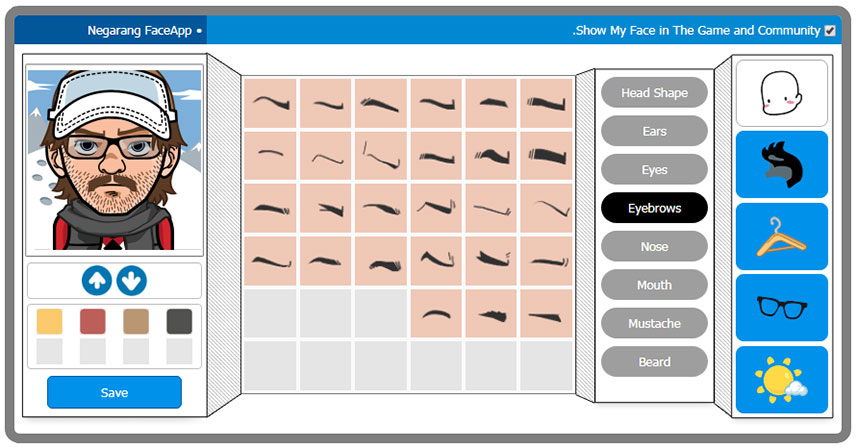 Negarang FaceApp •
.Show My Face in The Game and Community
Head Shape
Ears
Eyes
Eyebrows
Nose
Mouth
Mustache
Beard
Save